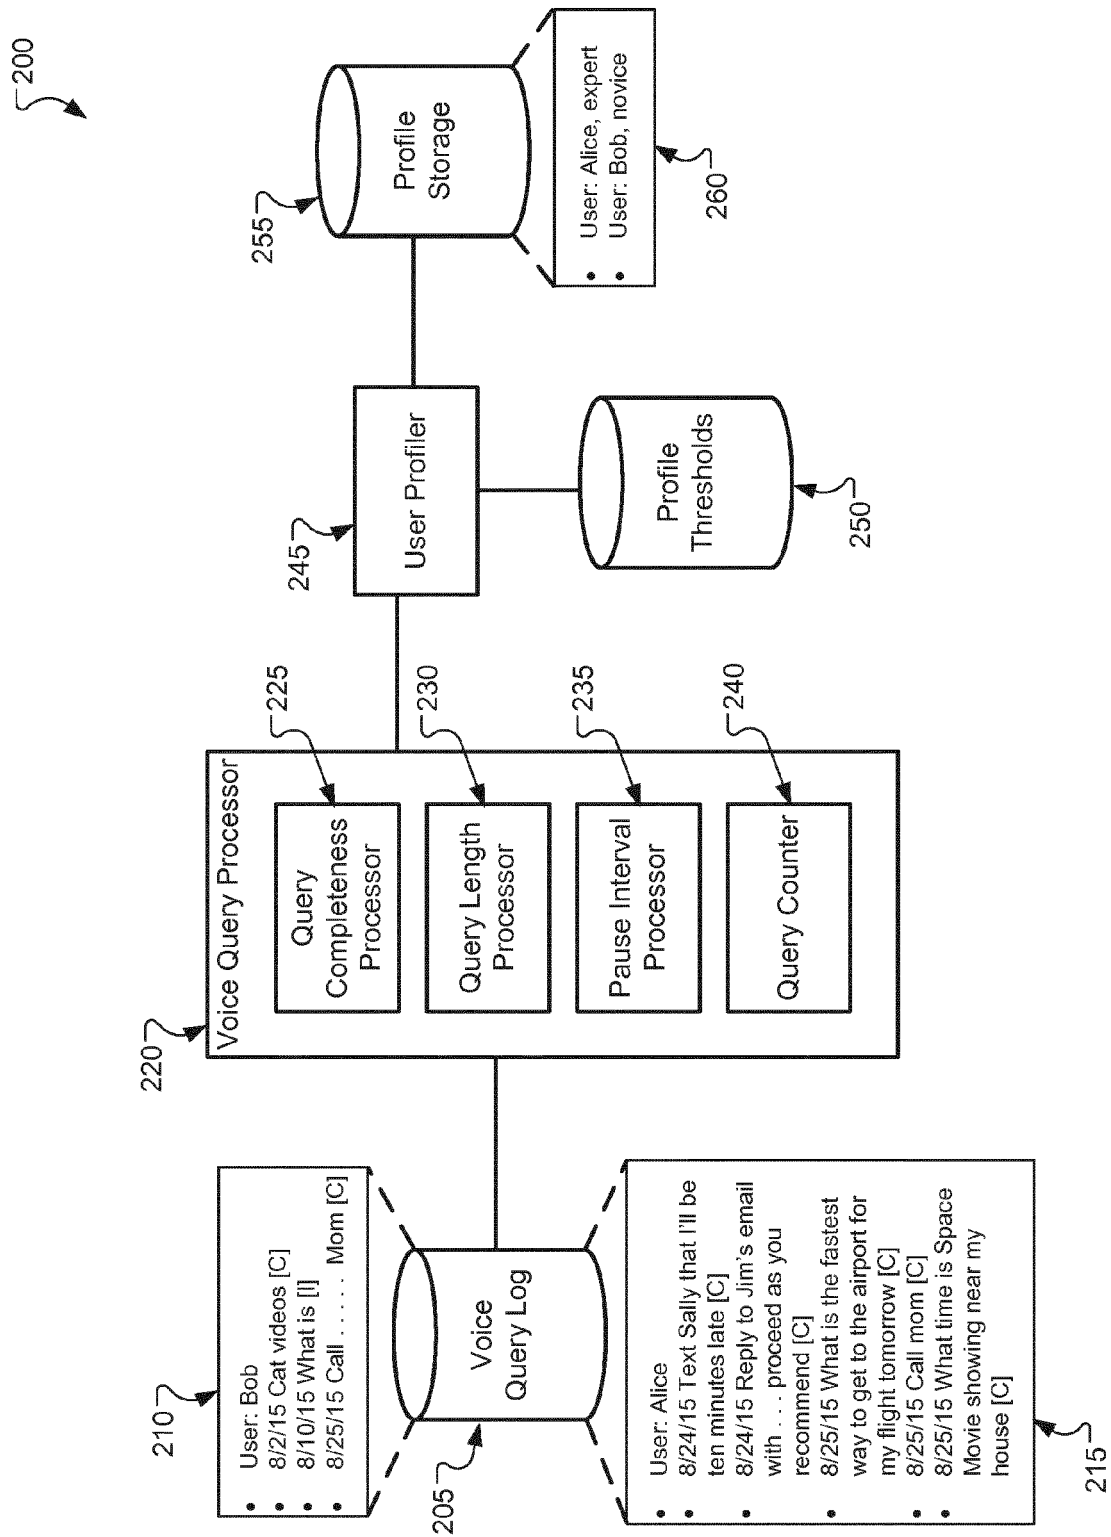 200
210
User: Bob
8/2/15 Cat videos [C]
8/10/15 What is [I]
8/25/15 Call . . . . . Mom [C]
205
Voice
Query Log
User: Alice
8/24/15 Text Sally that I'll be
ten minutes late [C]
8/24/15 Reply to Jim's email
with . . . proceed as you
recommend [C]
8/25/15 What is the fastest
way to get to the airport for
my flight tomorrow [C]
8/25/15 Call mom [C]
8/25/15 What time is Space
Movie showing near my
house [C]
215
220
Voice Query Processor
Query
Completeness
Processor
225
Query Length
Processor
230
Pause Interval
Processor
235
Query Counter
240
245
User Profiler
Profile
Thresholds
250
255
Profile
Storage
User: Alice, expert
User: Bob, novice
260